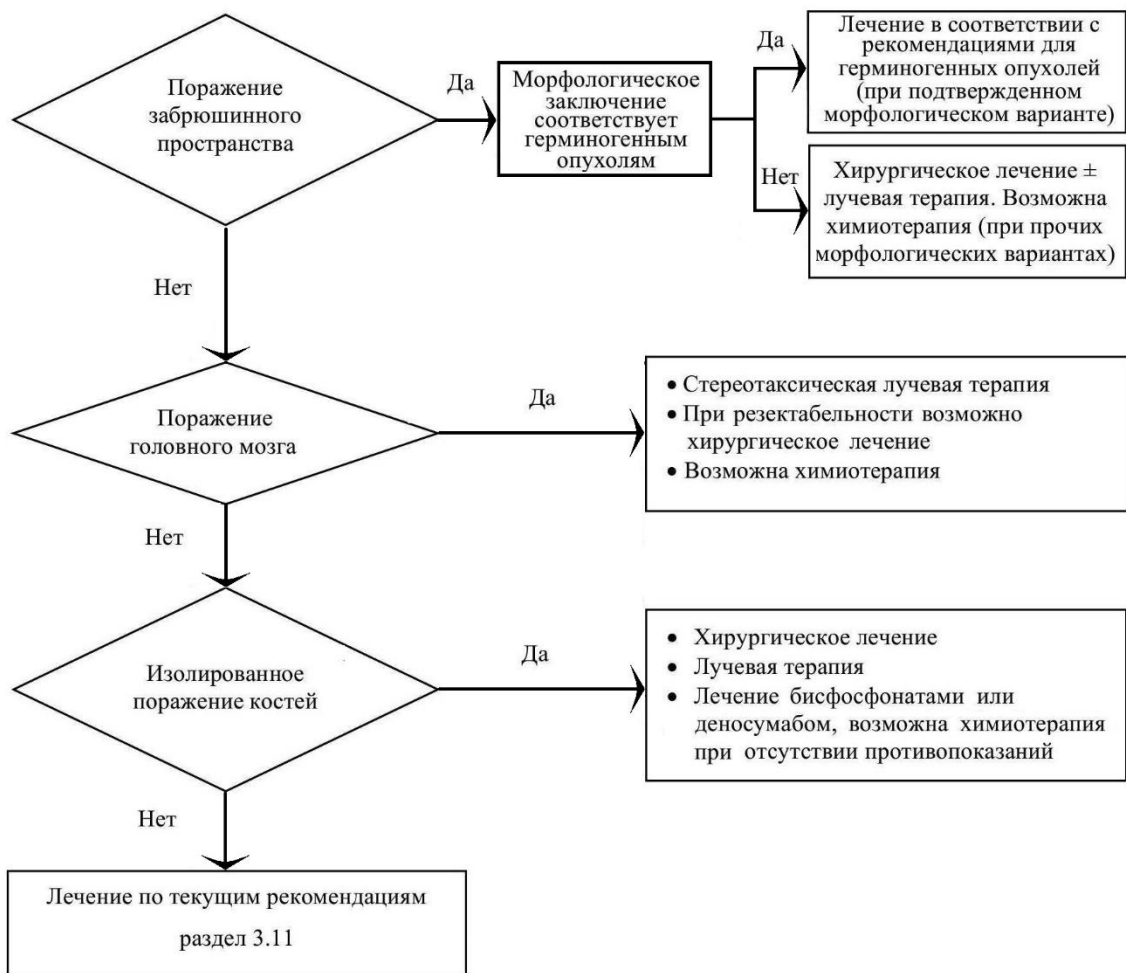 Поражение
забрюшинного
пространства
Да
Морфологическое
заключение
соответствует
герминогенным
опухолям
Да
Лечение в соответствии с
рекомендациями для
герминогенных опухолей
(при подтвержденном
морфологическом варианте)
Нет
Хирургическое лечение ±
лучевая терапия. Возможна
химиотерапия (при прочих
морфологических вариантах)
Нет
Поражение
головного мозга
Да
• Стереотаксическая лучевая терапия
• При резектабельности возможно
хирургическое лечение
• Возможна химиотерапия
Нет
Изолированное
поражение костей
Да
• Хирургическое лечение
• Лучевая терапия
• Лечение бисфосфонатами или
деносумабом, возможна химиотерапия
при отсутствии противопоказаний
Нет
Лечение по текущим рекомендациям
раздел 3.11